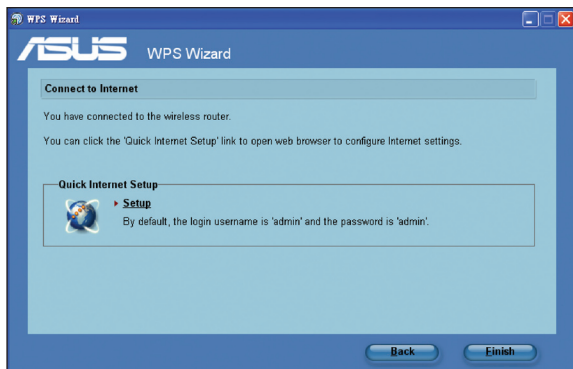 WPS Wizard
ASUS WPS Wizard
Connect to Internet
You have connected to the wireless router.
You can click the 'Quick Internet Setup' link to open web browser to configure Internet settings.
Quick Internet Setup
Setup
By default, the login username is 'admin' and the password is 'admin'.
Back Finish